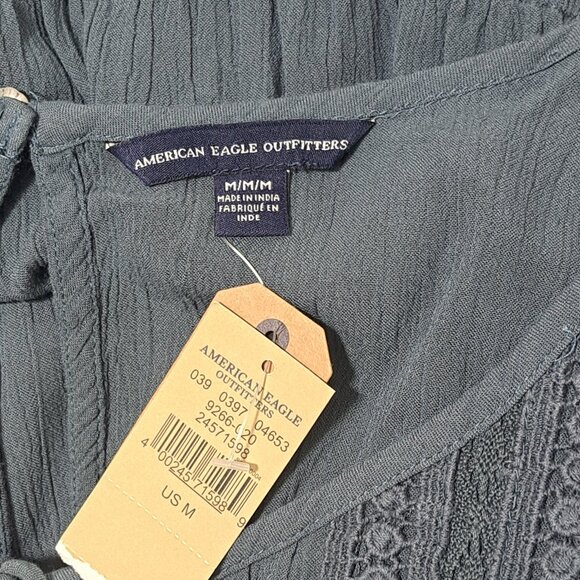 AMERICAN EAGLE OUTFITTERS
M/M/M
MADE IN INDIA
FABRIQUÉ EN
INDE
AMERICAN EAGLE
OUTFITTERS
039 0397 04653
9266-020
24571598
4 00245 71598 9
US M